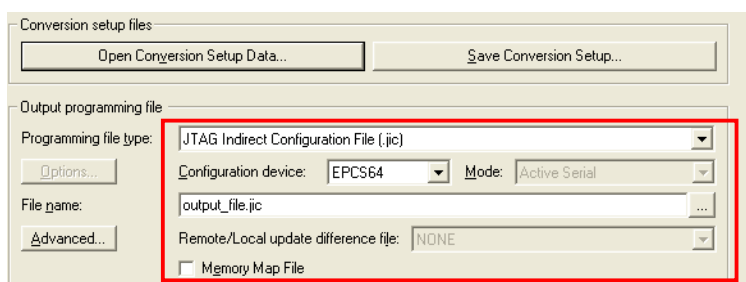 Conversion setup files
Open Conversion Setup Data... Save Conversion Setup...
Output programming file
Programming file type: JTAG Indirect Configuration File (.jic)
Options... Configuration device: EPCS64 Mode: Active Serial
File name: output_file.jic ...
Advanced... Remote/Local update difference file: NONE
Memory Map File